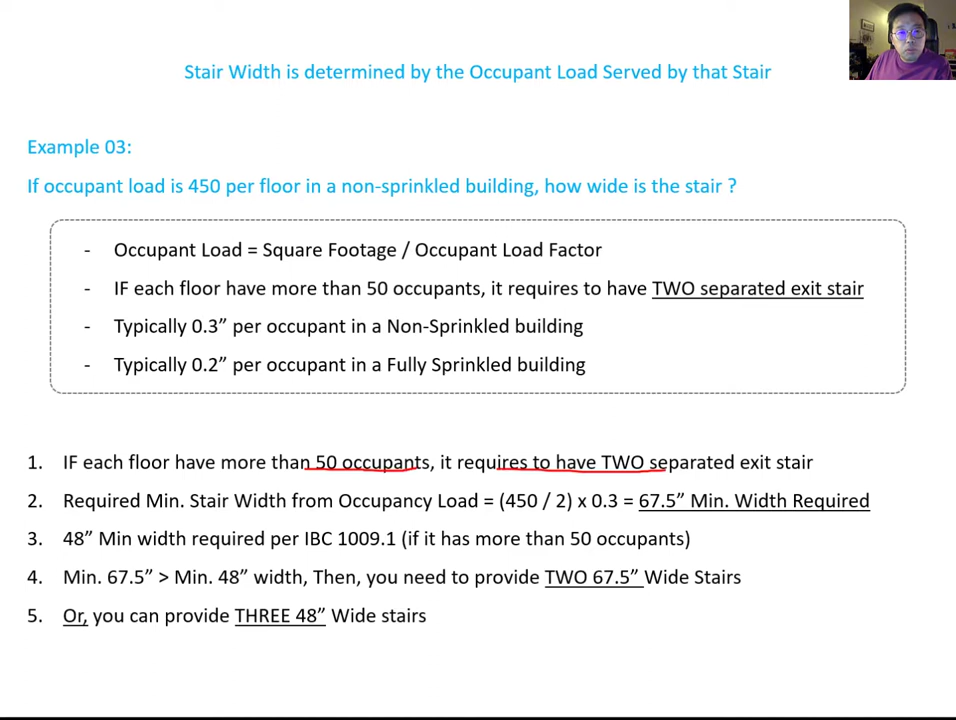 Stair Width is determined by the Occupant Load Served by that Stair
Example 03:
If occupant load is 450 per floor in a non-sprinkled building, how wide is the stair ?
- Occupant Load = Square Footage / Occupant Load Factor
- IF each floor have more than 50 occupants, it requires to have TWO separated exit stair
- Typically 0.3” per occupant in a Non-Sprinkled building
- Typically 0.2” per occupant in a Fully Sprinkled building
1. IF each floor have more than 50 occupants, it requires to have TWO separated exit stair
2. Required Min. Stair Width from Occupancy Load = (450 / 2) x 0.3 = 67.5” Min. Width Required
3. 48” Min width required per IBC 1009.1 (if it has more than 50 occupants)
4. Min. 67.5” > Min. 48” width, Then, you need to provide TWO 67.5” Wide Stairs
5. Or, you can provide THREE 48” Wide stairs